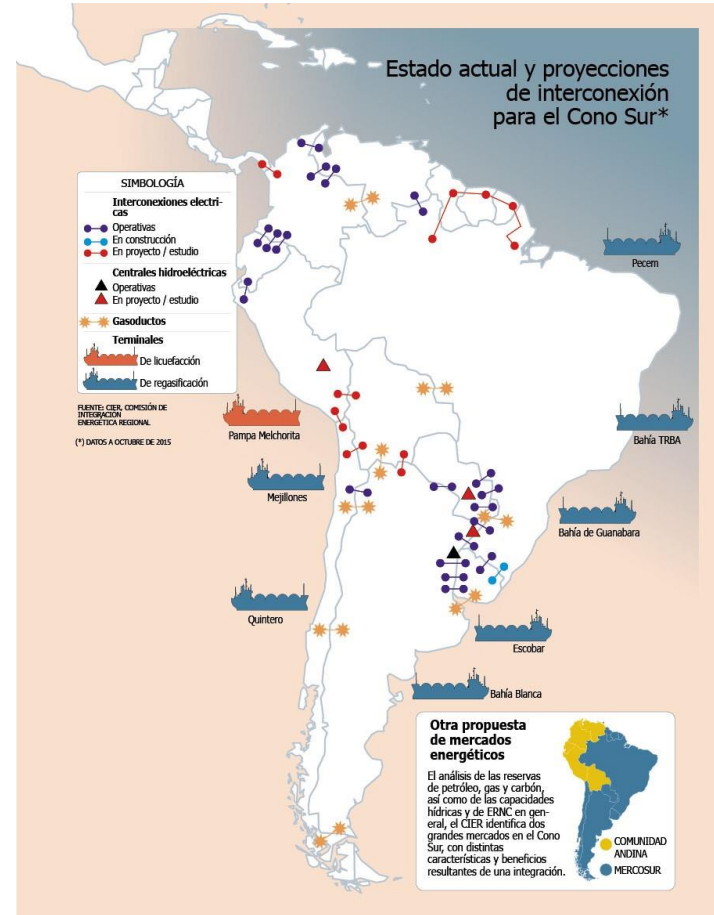 Estado actual y proyecciones
de interconexión
para el Cono Sur*
SIMBOLOGÍA
Interconexiones electri-
cas
Operativas
En construcción
En proyecto / estudio
Centrales hidroeléctricas
Operativas
En proyecto / estudio
Gasoductos
Terminales
De licuefacción
De regasificación
FUENTE: CIER, COMISIÓN DE
INTEGRACIÓN
ENERGÉTICA REGIONAL
(*) DATOS A OCTUBRE DE 2015
Pecem
Pampa Melchorita
Bahía TRBA
Mejillones
Bahía de Guanabara
Quintero
Escobar
Bahía Blanca
Otra propuesta
de mercados
energéticos
El análisis de las reservas
de petróleo, gas y carbón,
así como de las capacidades
hídricas y de ERNC en gen-
eral, el CIER identifica dos
grandes mercados en el Cono
Sur, con distintas
características y beneficios
resultantes de una integración.
COMUNIDAD
ANDINA
MERCOSUR